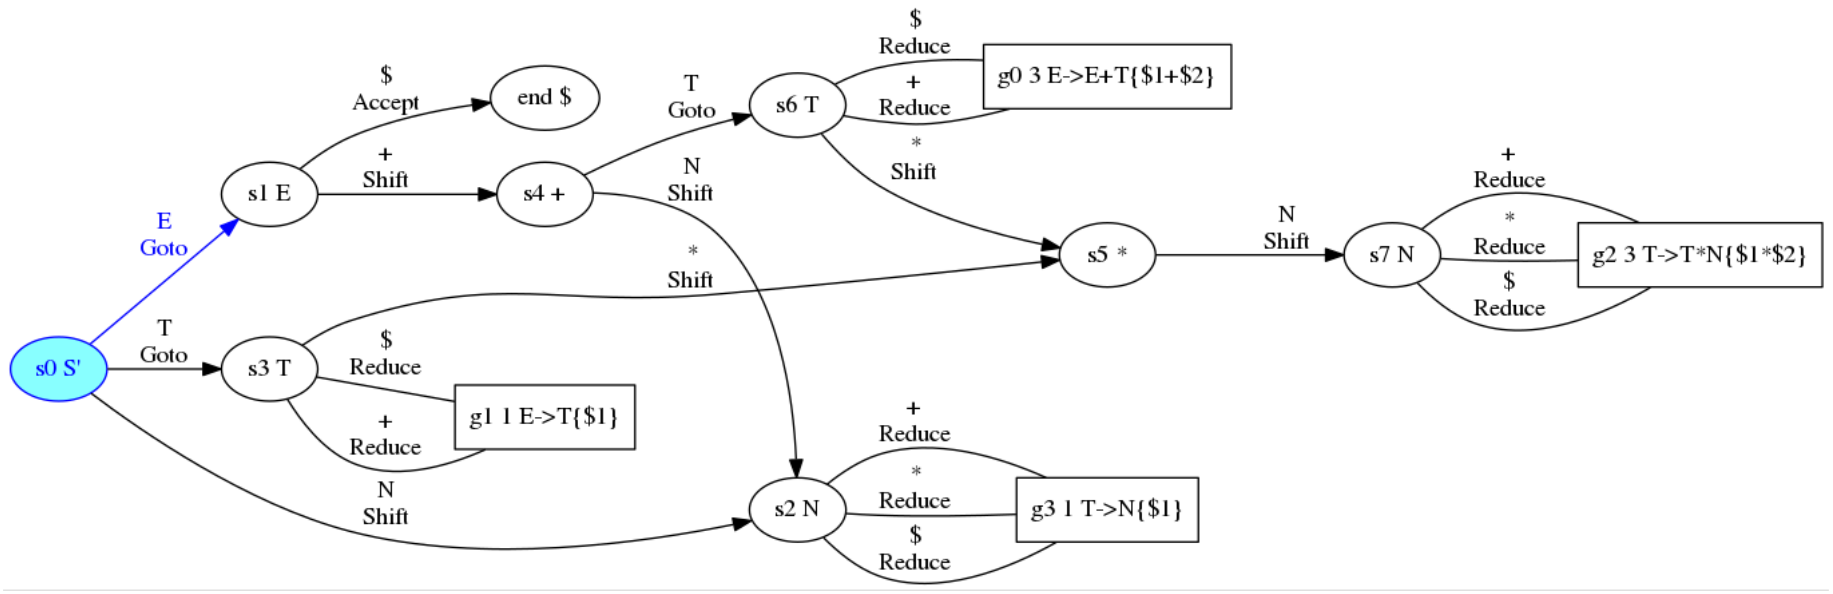 $
Reduce
g0 3 E->E+T{$1+$2}
+
Reduce
$
Accept
end $
T
Goto
s6 T
*
Shift
+
Shift
s1 E
s4 +
N
Shift
E
Goto
*
Shift
s5 *
N
Shift
s7 N
+
Reduce
*
Reduce
g2 3 T->T*N{$1*$2}
$
Reduce
s0 S'
T
Goto
s3 T
$
Reduce
g1 1 E->T{$1}
+
Reduce
N
Shift
s2 N
+
Reduce
*
Reduce
g3 1 T->N{$1}
$
Reduce